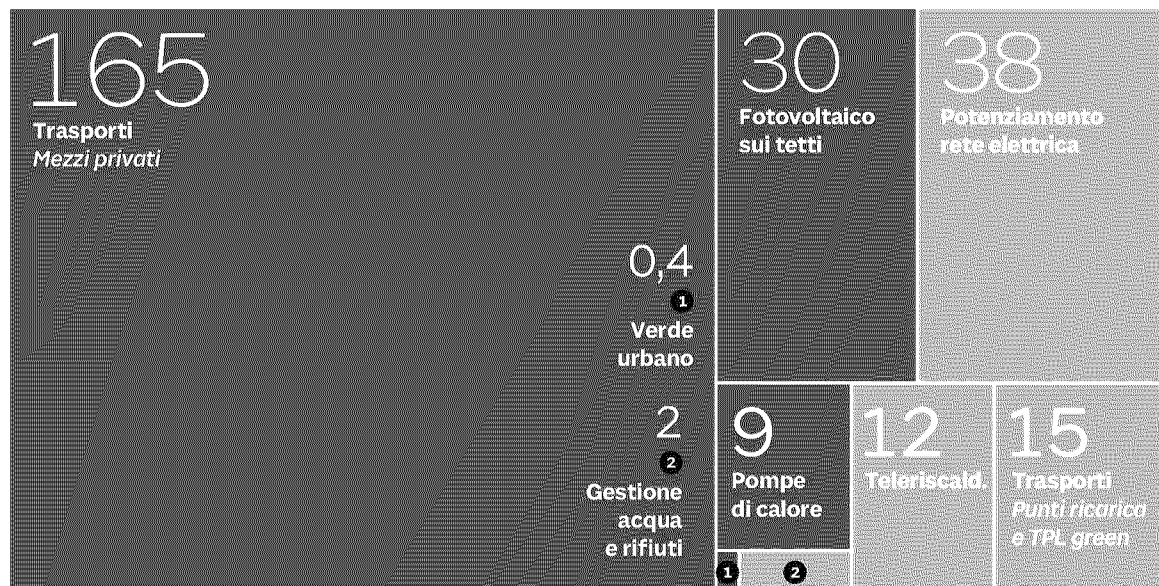 165
Trasporti
Mezzi privati
0,4
1
Verde
urbano
2
2
Gestione
acqua
e rifiuti
30
Fotovoltaico
sui tetti
38
Potenziamento
rete elettrica
9
Pompe
di calore
12
Teleriscald.
15
Trasporti
Punti ricarica
e TPL green
1
2